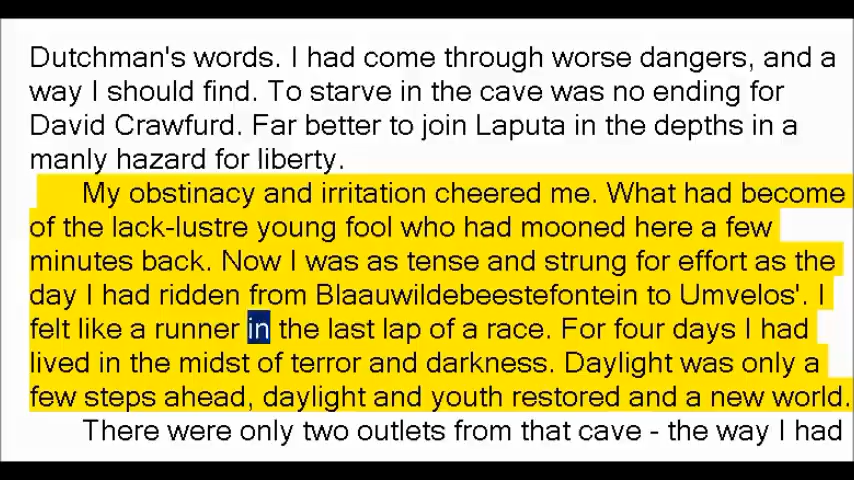 Dutchman's words. I had come through worse dangers, and a
way I should find. To starve in the cave was no ending for
David Crawfurd. Far better to join Laputa in the depths in a
manly hazard for liberty.
My obstinacy and irritation cheered me. What had become
of the lack-lustre young fool who had mooned here a few
minutes back. Now I was as tense and strung for effort as the
day I had ridden from Blaauwildebeestefontein to Umvelos'. I
felt like a runner in the last lap of a race. For four days I had
lived in the midst of terror and darkness. Daylight was only a
few steps ahead, daylight and youth restored and a new world.
There were only two outlets from that cave - the way I had